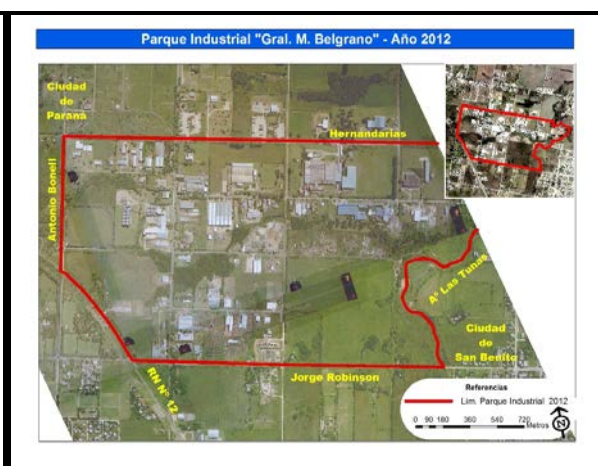 Parque Industrial "Gral. M. Belgrano" - Año 2012
Ciudad
de
Paraná
Hernandarias
Antonio Bonell
Aº Las Tunas
Ciudad
de
San Benito
RN Nº 12
Jorge Robinson
Referencias
Lim. Parque Industrial 2012
0 90 180 360 540 720 Metros
N